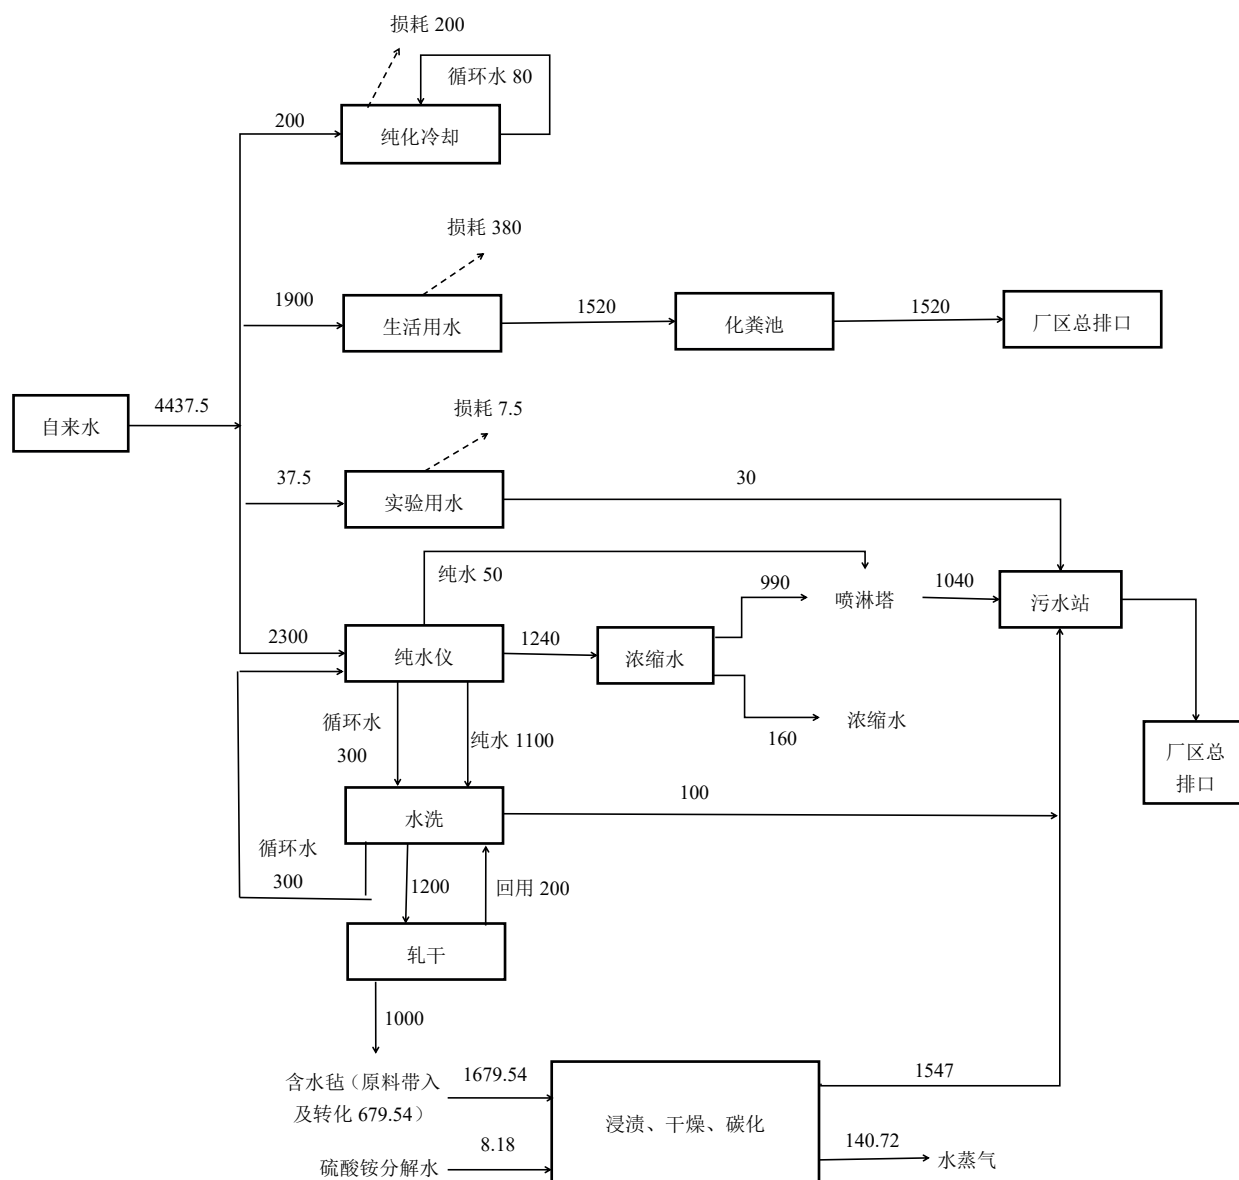 损耗 200
循环水 80
200
纯化冷却
损耗 380
1900
生活用水
1520
化粪池
1520
厂区总排口
自来水
4437.5
损耗 7.5
37.5
实验用水
30
纯水 50
990
喷淋塔
1040
污水站
2300
纯水仪
1240
浓缩水
160
浓缩水
循环水
300
纯水 1100
厂区总
排口
水洗
100
循环水
300
1200
回用 200
轧干
1000
含水毡（原料带入
及转化 679.54）
1679.54
浸渍、干燥、碳化
1547
8.18
硫酸铵分解水
140.72
水蒸气